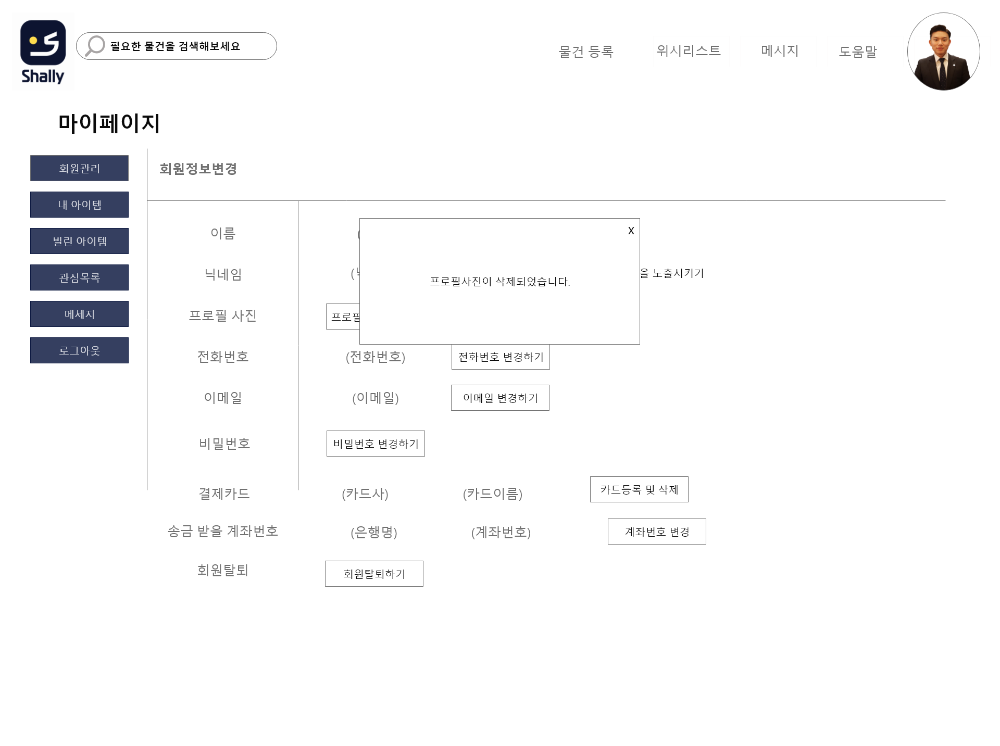 Shally
필요한 물건을 검색해보세요
물건 등록
위시리스트
메시지
도움말
마이페이지
회원관리
내 아이템
빌린 아이템
관심목록
메세지
로그아웃
회원정보변경
이름
X
닉네임
을 노출시키기
프로필사진이 삭제되었습니다.
프로필 사진
프로필
전화번호
(전화번호)
전화번호 변경하기
이메일
(이메일)
이메일 변경하기
비밀번호
비밀번호 변경하기
결제카드
(카드사)
(카드이름)
카드등록 및 삭제
송금 받을 계좌번호
(은행명)
(계좌번호)
계좌번호 변경
회원탈퇴
회원탈퇴하기